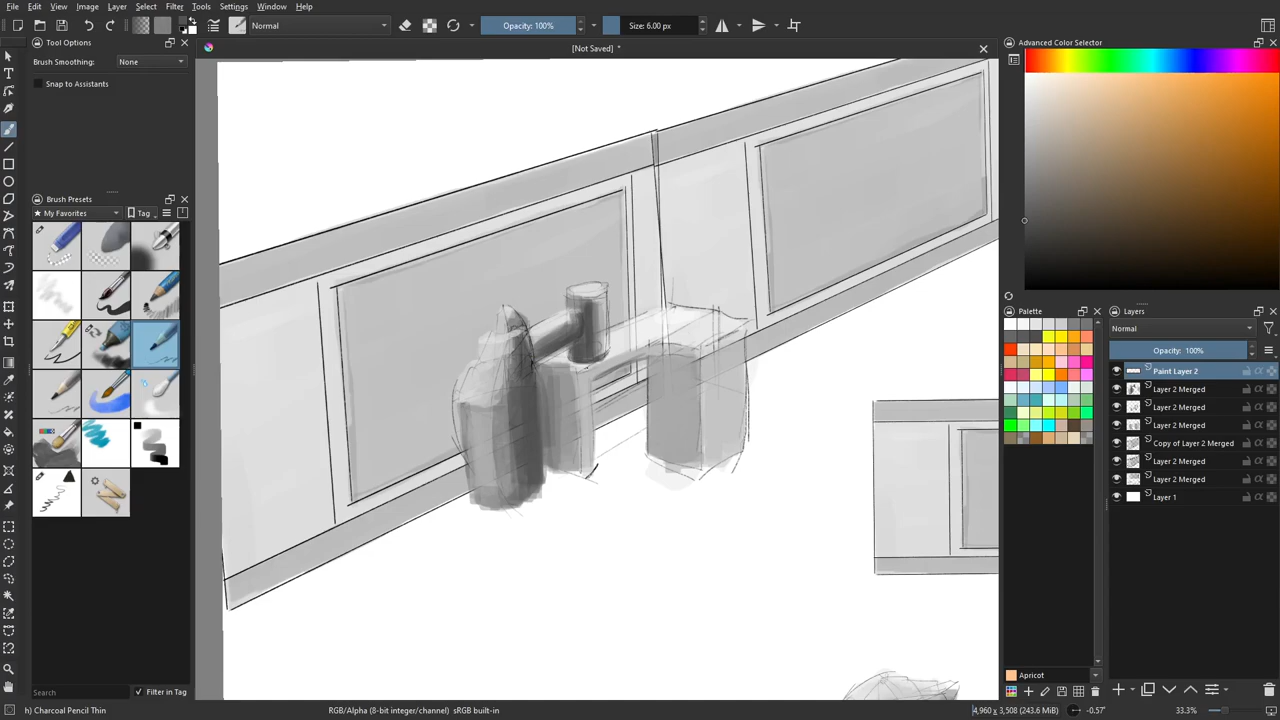 File Edit View Image Layer Select Filter Tools Settings Window Help
Normal
Opacity: 100%
Size: 6.00 px
[Not Saved] *
Tool Options
Brush Smoothing: None
Snap to Assistants
Brush Presets
My Favorites
Tag
Search
Filter in Tag
Advanced Color Selector
Palette
Apricot
Layers
Normal
Opacity: 100%
Paint Layer 2
Layer 2 Merged
Layer 2 Merged
Layer 2 Merged
Copy of Layer 2 Merged
Layer 2 Merged
Layer 2 Merged
Layer 1
h) Charcoal Pencil Thin
RGB/Alpha (8-bit integer/channel) sRGB built-in
4,960 x 3,508 (243.6 MiB)
-0.57°
33.3%